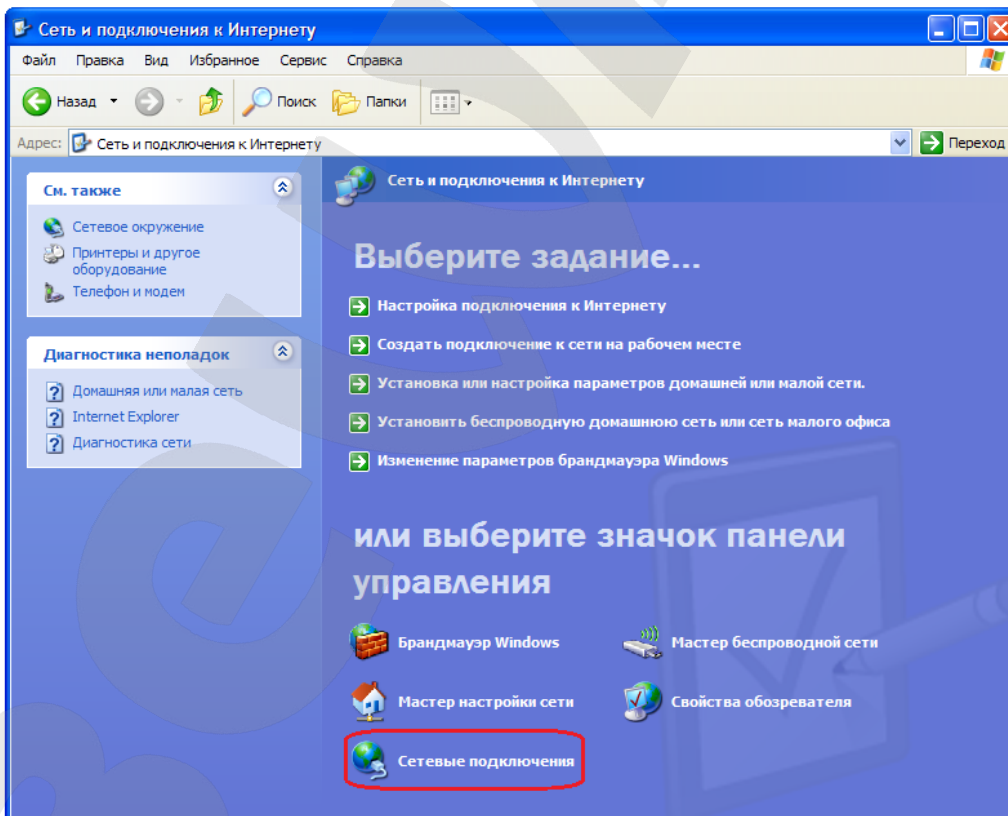 Сеть и подключения к Интернету
Файл Правка Вид Избранное Сервис Справка
Назад Поиск Папки
Адрес: Сеть и подключения к Интернету Переход
См. также
Сетевое окружение
Принтеры и другое
оборудование
Телефон и модем
Диагностика неполадок
Домашняя или малая сеть
Internet Explorer
Диагностика сети
Сеть и подключения к Интернету
Выберите задание...
Настройка подключения к Интернету
Создать подключение к сети на рабочем месте
Установка или настройка параметров домашней или малой сети.
Установить беспроводную домашнюю сеть или сеть малого офиса
Изменение параметров брандмауэра Windows
или выберите значок панели
управления
Брандмауэр Windows
Мастер беспроводной сети
Мастер настройки сети
Свойства обозревателя
Сетевые подключения